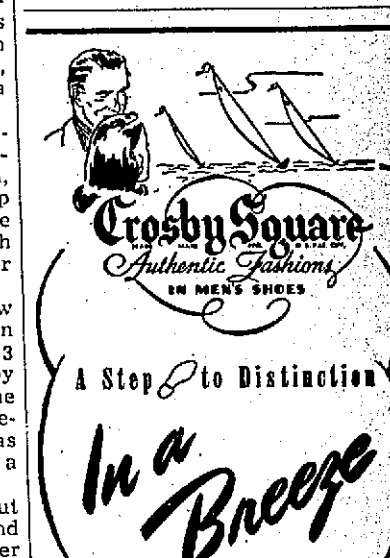 Crosby Square
Authentic Fashions
IN MEN'S SHOES
A Step to Distinction
In a
Breeze